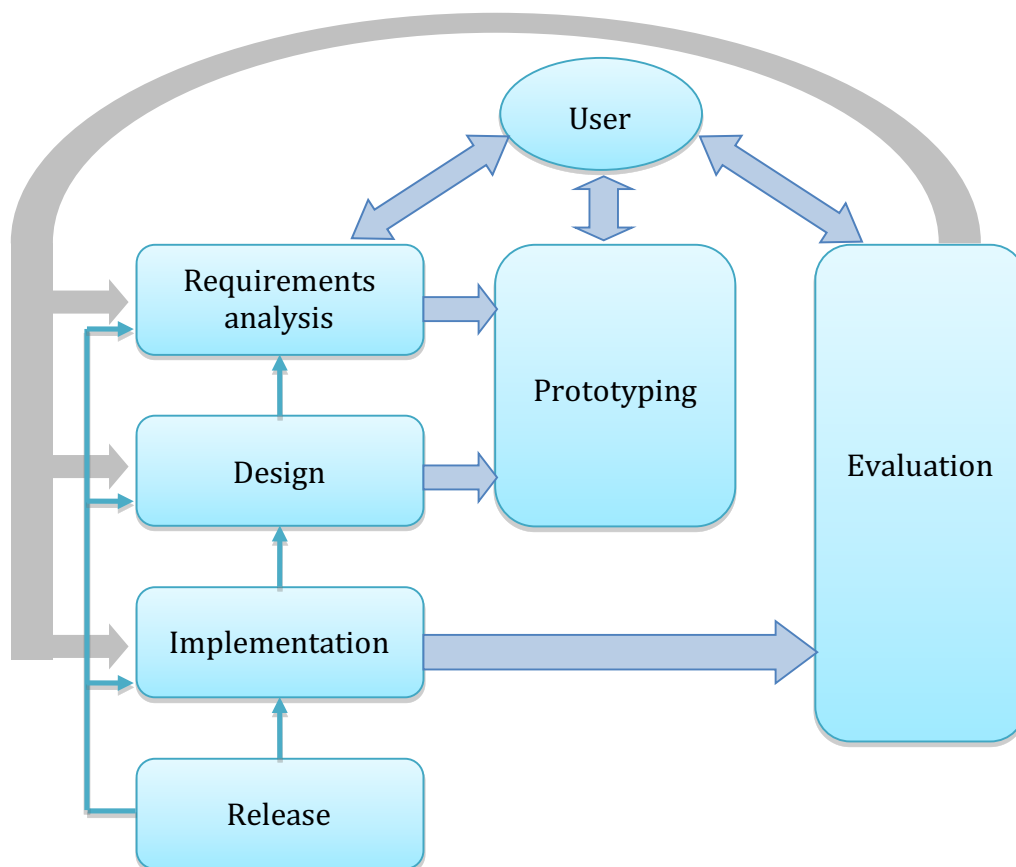 User
Requirements
analysis
Prototyping
Evaluation
Design
Implementation
Release